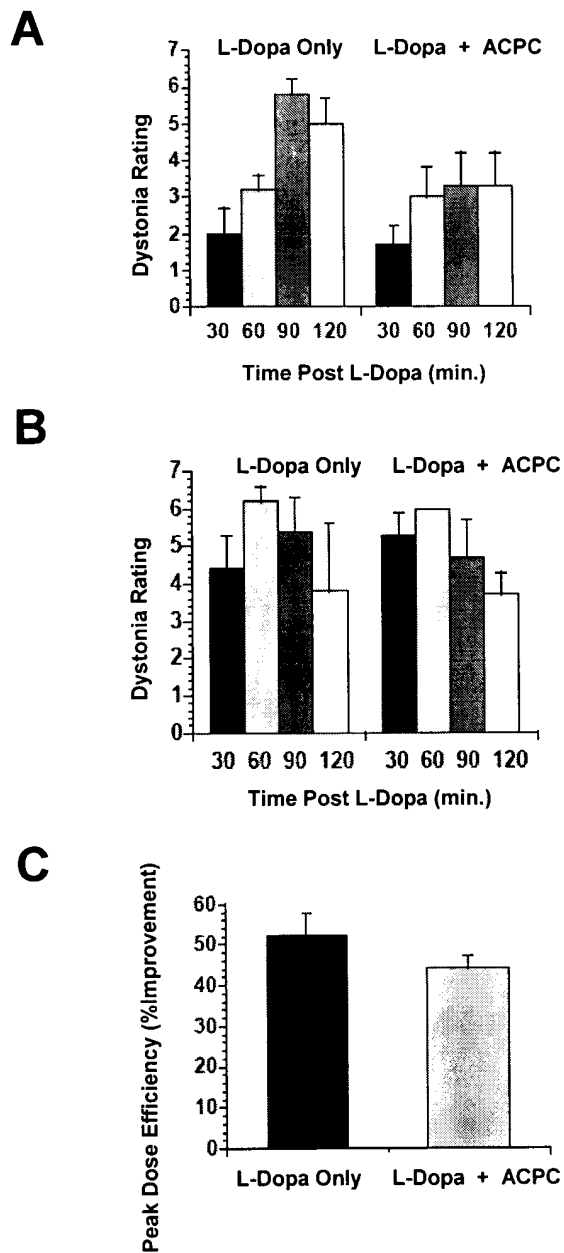 A
L-Dopa Only
L-Dopa + ACPC
Dystonia Rating
7
6
5
4
3
2
1
0
30 60 90 120
30 60 90 120
Time Post L-Dopa (min.)
B
L-Dopa Only
L-Dopa + ACPC
Dystonia Rating
7
6
5
4
3
2
1
0
30 60 90 120
30 60 90 120
Time Post L-Dopa (min.)
C
Peak Dose Efficiency (%Improvement)
60
50
40
30
20
10
0
L-Dopa Only
L-Dopa + ACPC